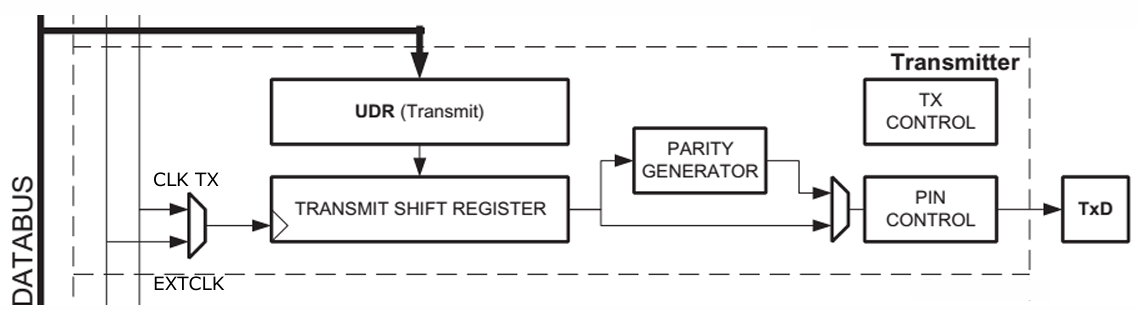 Transmitter
UDR (Transmit)
TX
CONTROL
PARITY
GENERATOR
CLK TX
TRANSMIT SHIFT REGISTER
PIN
CONTROL
TxD
DATABUS
EXTCLK